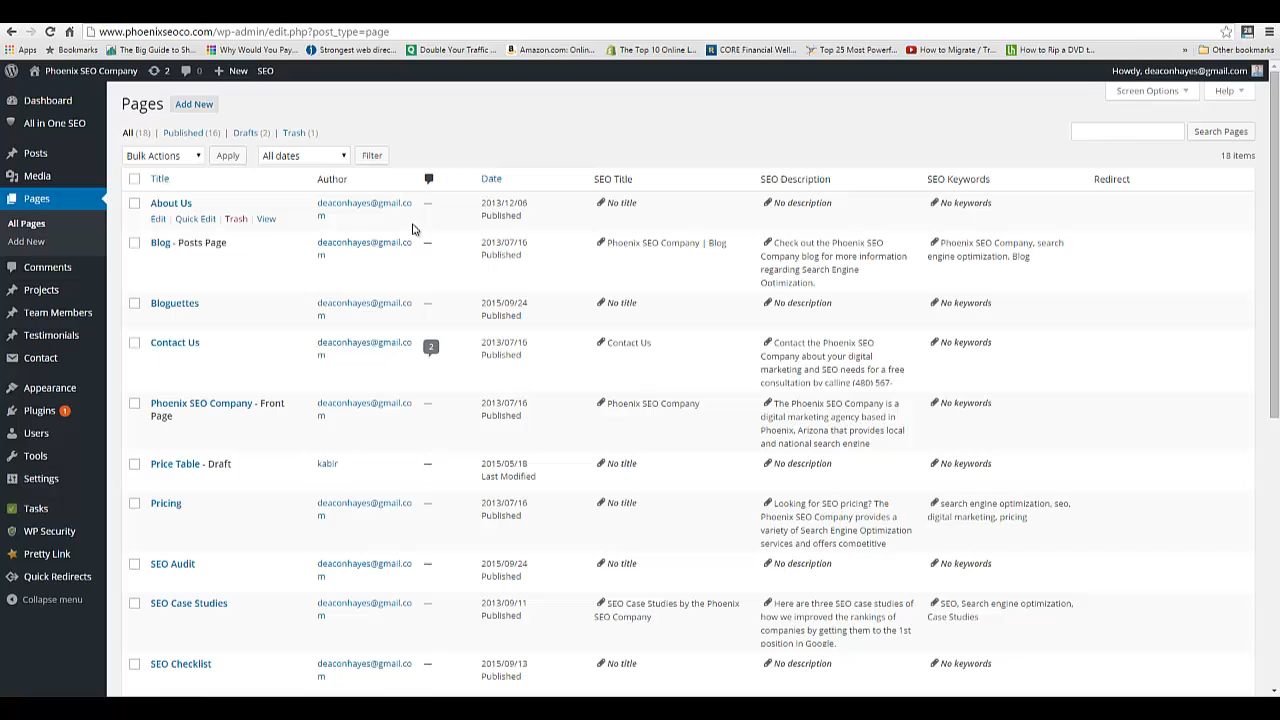 www.phoenixseoco.com/wp-admin/edit.php?post_type=page
Apps Bookmarks The Big Guide to Sh... Why Would You Pay... Strongest web direc... Double Your Traffic ... Amazon.com: Onlin... The Top 10 Online L... CORE Financial Well... Top 25 Most Powerf... How to Migrate / Tr... How to Rip a DVD t... » Other bookmarks
Phoenix SEO Company 2 0 + New SEO Howdy, deaconhayes@gmail.com
Screen Options Help
Dashboard
All in One SEO
Posts
Media
Pages
All Pages
Add New
Comments
Projects
Team Members
Testimonials
Contact
Appearance
Plugins 1
Users
Tools
Settings
Tasks
WP Security
Pretty Link
Quick Redirects
Collapse menu
Pages Add New
All (18) | Published (16) | Drafts (2) | Trash (1)
Search Pages
Bulk Actions Apply All dates Filter 18 items
Title Author Date SEO Title SEO Description SEO Keywords Redirect
About Us deaconhayes@gmail.co — 2013/12/06 No title No description No keywords
Edit | Quick Edit | Trash | View m Published
Blog - Posts Page deaconhayes@gmail.co — 2013/07/16 Phoenix SEO Company | Blog Check out the Phoenix SEO Phoenix SEO Company, search
m Published Company blog for more information engine optimization, Blog
regarding Search Engine
Optimization.
Bloguettes deaconhayes@gmail.co — 2015/09/24 No title No description No keywords
m Published
Contact Us deaconhayes@gmail.co 2 2013/07/16 Contact Us Contact the Phoenix SEO No keywords
m Published Company about your digital
marketing and SEO needs for a free
consultation by calling (480) 567-
Phoenix SEO Company - Front deaconhayes@gmail.co — 2013/07/16 Phoenix SEO Company The Phoenix SEO Company is a No keywords
Page m Published digital marketing agency based in
Phoenix, Arizona that provides local
and national search engine
Price Table - Draft kabir — 2015/05/18 No title No description No keywords
Last Modified
Pricing deaconhayes@gmail.co — 2013/07/16 No title Looking for SEO pricing? The search engine optimization, seo,
m Published Phoenix SEO Company provides a digital marketing, pricing
variety of Search Engine Optimization
services and offers competitive
SEO Audit deaconhayes@gmail.co — 2015/09/24 No title No description No keywords
m Published
SEO Case Studies deaconhayes@gmail.co — 2013/09/11 SEO Case Studies by the Phoenix Here are three SEO case studies of SEO, Search engine optimization,
m Published SEO Company how we improved the rankings of Case Studies
companies by getting them to the 1st
position in Google.
SEO Checklist deaconhayes@gmail.co — 2015/09/13 No title No description No keywords
m Published